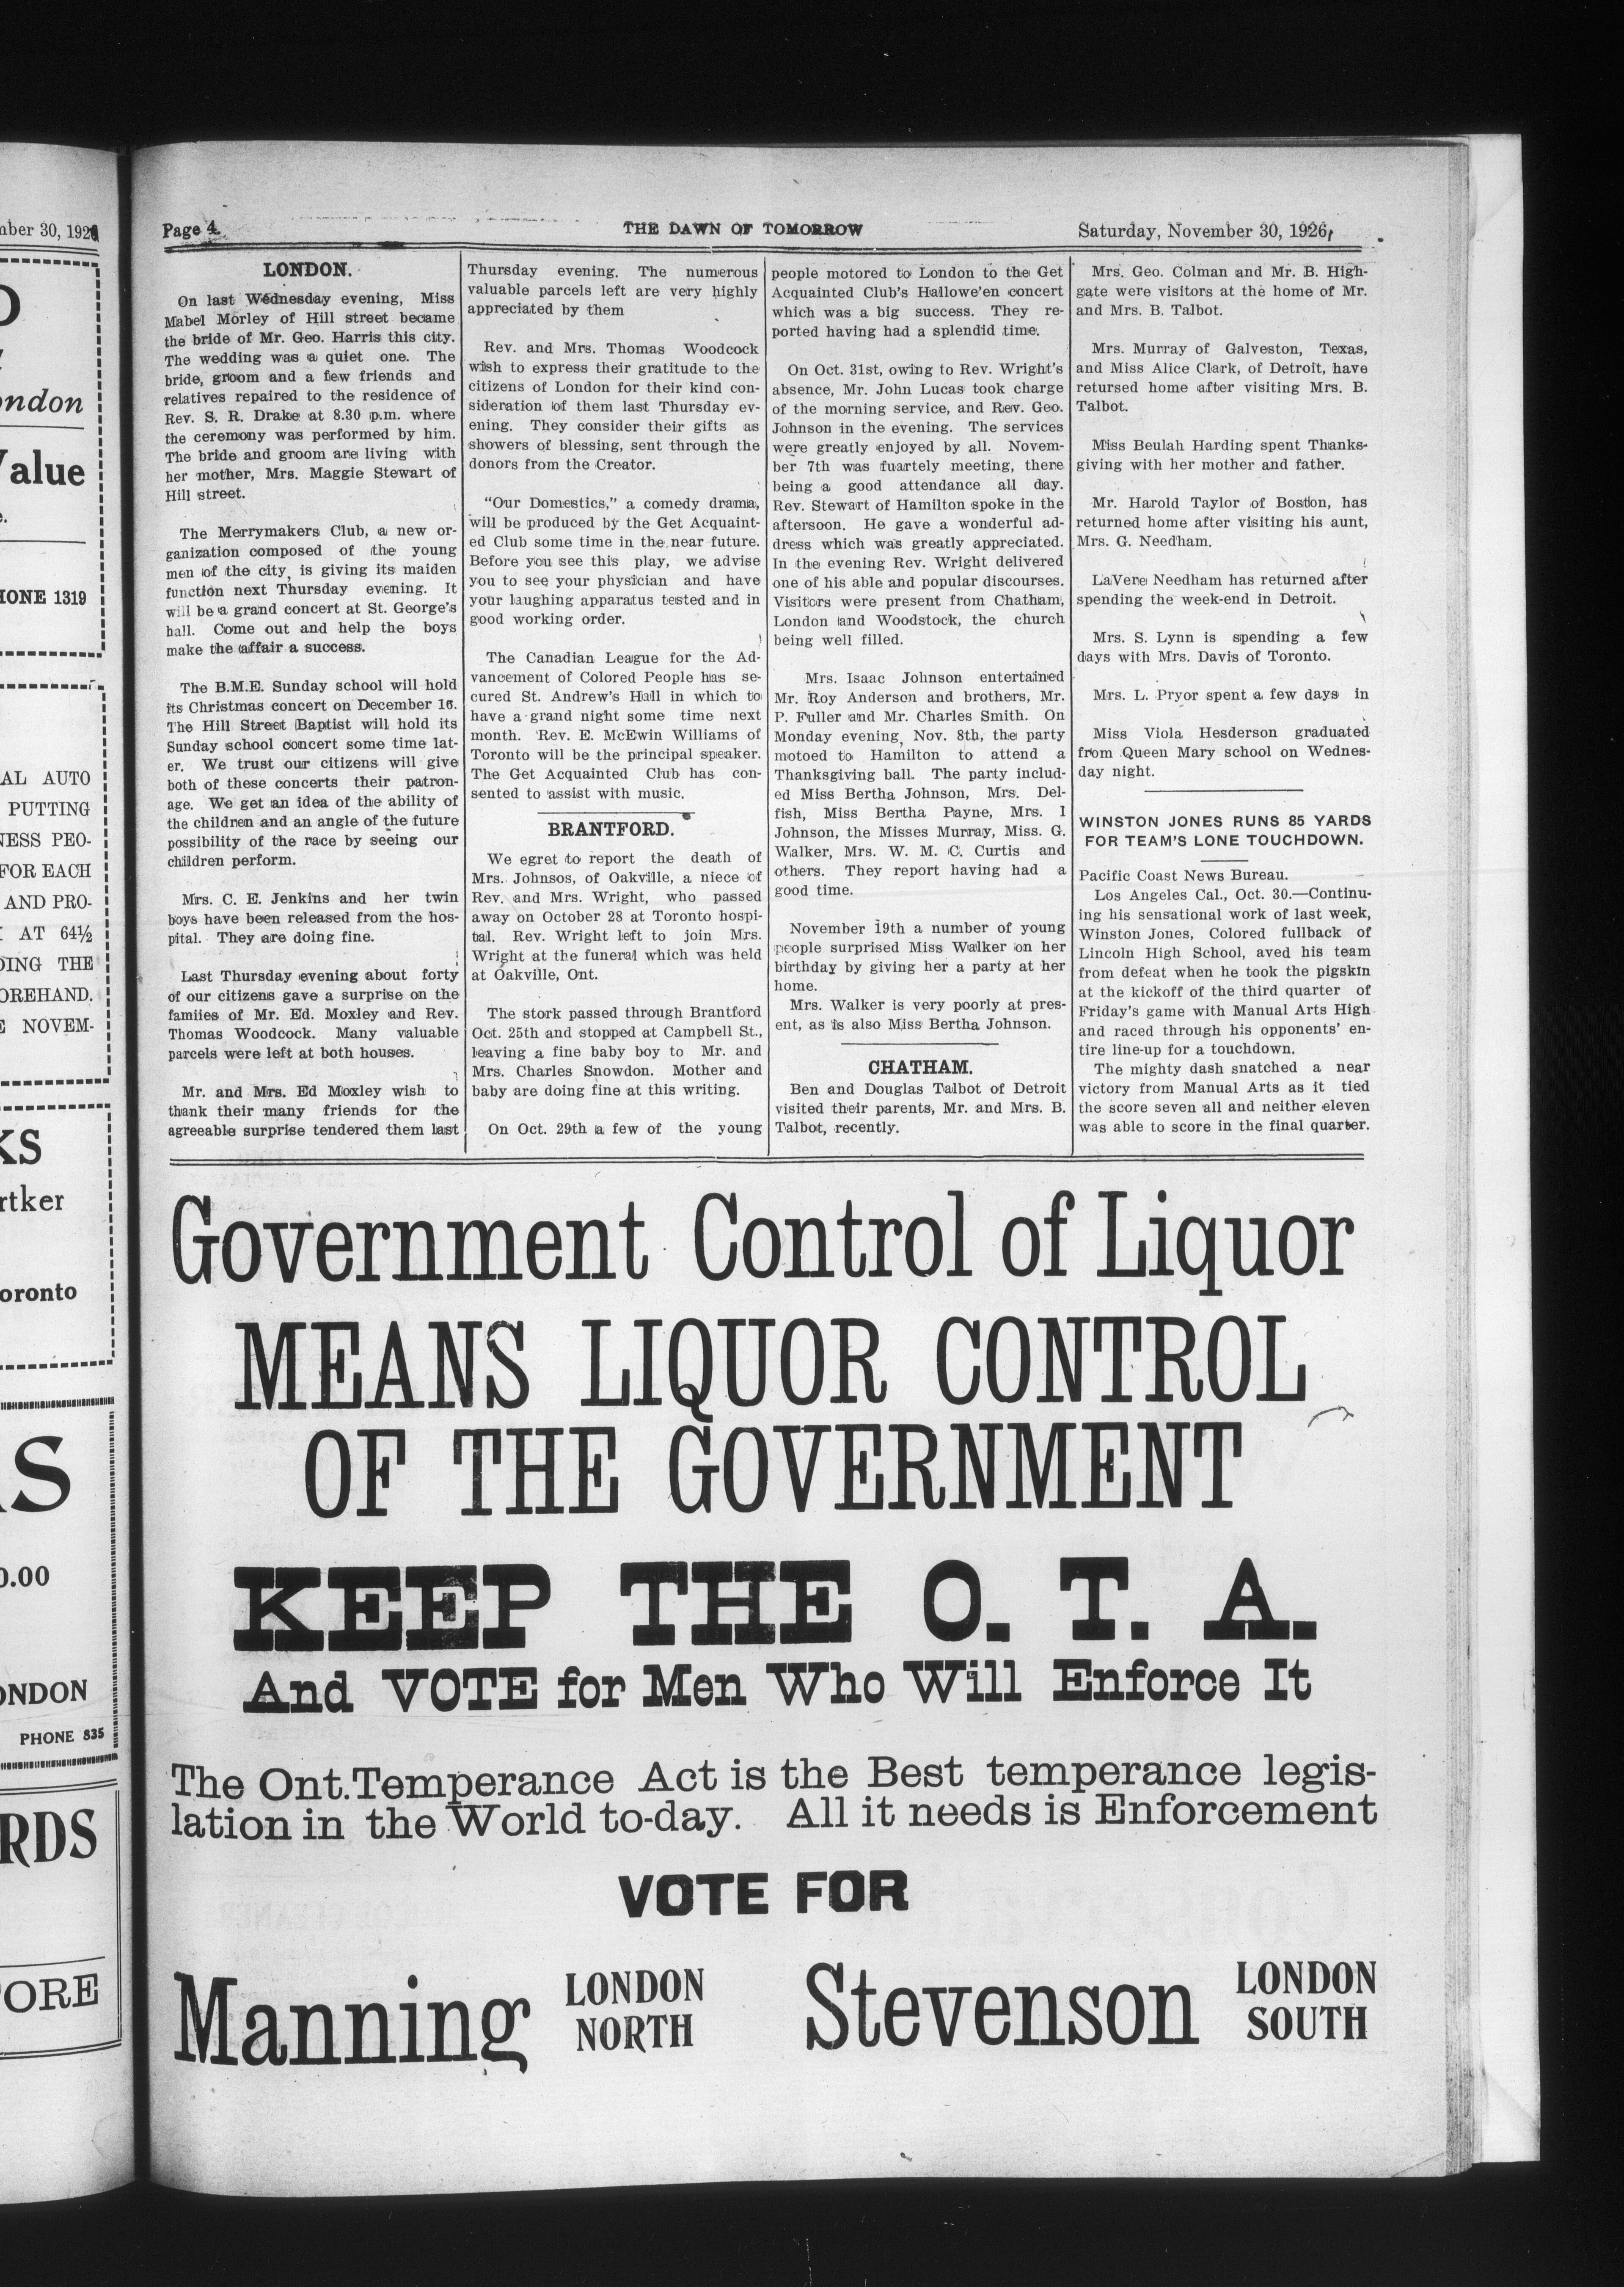 mber 30, 1926
ondon
Value
HONE 1319
AL AUTO
PUTTING
NESS PEO-
FOR EACH
AND PRO-
AT 64½
DING THE
OREHAND.
E NOVEM-
KS
rtker
oronto
S
0.00
ONDON
PHONE 835
RDS
ORE
Page 4
THE DAWN OF TOMORROW
Saturday, November 30, 1926,
LONDON.
On last Wednesday evening, Miss
Mabel Morley of Hill street became
the bride of Mr. Geo. Harris this city.
The wedding was a quiet one. The
bride, groom and a few friends and
relatives repaired to the residence of
Rev. S. R. Drake at 8.30 p.m. where
the ceremony was performed by him.
The bride and groom are living with
her mother, Mrs. Maggie Stewart of
Hill street.
The Merrymakers Club, a new or-
ganization composed of the young
men of the city, is giving its maiden
function next Thursday evening. It
will be a grand concert at St. George's
hall. Come out and help the boys
make the affair a success.
The B.M.E. Sunday school will hold
its Christmas concert on December 16.
The Hill Street Baptist will hold its
Sunday school concert some time lat-
er. We trust our citizens will give
both of these concerts their patron-
age. We get an idea of the ability of
the children and an angle of the future
possibility of the race by seeing our
children perform.
Mrs. C. E. Jenkins and her twin
boys have been released from the hos-
pital. They are doing fine.
Last Thursday evening about forty
of our citizens gave a surprise on the
famiies of Mr. Ed. Moxley and Rev.
Thomas Woodcock. Many valuable
parcels were left at both houses.
Mr. and Mrs. Ed Moxley wish to
thank their many friends for the
agreeable surprise tendered them last
Thursday evening. The numerous
valuable parcels left are very highly
appreciated by them
Rev. and Mrs. Thomas Woodcock
wish to express their gratitude to the
citizens of London for their kind con-
sideration of them last Thursday ev-
ening. They consider their gifts as
showers of blessing, sent through the
donors from the Creator.
"Our Domestics," a comedy drama,
will be produced by the Get Acquaint-
ed Club some time in the near future.
Before you see this play, we advise
you to see your physician and have
your laughing apparatus tested and in
good working order.
The Canadian League for the Ad-
vancement of Colored People has se-
cured St. Andrew's Hall in which to
have a grand night some time next
month. Rev. E. McEwin Williams of
Toronto will be the principal speaker.
The Get Acquainted Club has con-
sented to assist with music.
BRANTFORD.
We egret to report the death of
Mrs. Johnsos, of Oakville, a niece of
Rev. and Mrs. Wright, who passed
away on October 28 at Toronto hospi-
tal. Rev. Wright left to join Mrs.
Wright at the funeral which was held
at Oakville, Ont.
The stork passed through Brantford
Oct. 25th and stopped at Campbell St.,
leaving a fine baby boy to Mr. and
Mrs. Charles Snowdon. Mother and
baby are doing fine at this writing.
On Oct. 29th a few of the young
people motored to London to the Get
Acquainted Club's Hallowe'en concert
which was a big success. They re-
ported having had a splendid time.
On Oct. 31st, owing to Rev. Wright's
absence, Mr. John Lucas took charge
of the morning service, and Rev. Geo.
Johnson in the evening. The services
were greatly enjoyed by all. Novem-
ber 7th was fuartely meeting, there
being a good attendance all day.
Rev. Stewart of Hamilton spoke in the
aftersoon. He gave a wonderful ad-
dress which was greatly appreciated.
In the evening Rev. Wright delivered
one of his able and popular discourses.
Visitors were present from Chatham,
London and Woodstock, the church
being well filled.
Mrs. Isaac Johnson entertained
Mr. Roy Anderson and brothers, Mr.
P. Fuller and Mr. Charles Smith. On
Monday evening, Nov. 8th, the party
motoed to Hamilton to attend a
Thanksgiving ball. The party includ-
ed Miss Bertha Johnson, Mrs. Del-
fish, Miss Bertha Payne, Mrs. I
Johnson, the Misses Murray, Miss. G.
Walker, Mrs. W. M. C. Curtis and
others. They report having had a
good time.
November 19th a number of young
people surprised Miss Walker on her
birthday by giving her a party at her
home.
Mrs. Walker is very poorly at pres-
ent, as is also Miss Bertha Johnson.
CHATHAM.
Ben and Douglas Talbot of Detroit
visited their parents, Mr. and Mrs. B.
Talbot, recently.
Mrs. Geo. Colman and Mr. B. High-
gate were visitors at the home of Mr.
and Mrs. B. Talbot.
Mrs. Murray of Galveston, Texas,
and Miss Alice Clark, of Detroit, have
retursed home after visiting Mrs. B.
Talbot.
Miss Beulah Harding spent Thanks-
giving with her mother and father.
Mr. Harold Taylor of Boston, has
returned home after visiting his aunt,
Mrs. G. Needham.
LaVere Needham has returned after
spending the week-end in Detroit.
Mrs. S. Lynn is spending a few
days with Mrs. Davis of Toronto.
Mrs. L. Pryor spent a few days in
Miss Viola Hesderson graduated
from Queen Mary school on Wednes-
day night.
WINSTON JONES RUNS 85 YARDS
FOR TEAM'S LONE TOUCHDOWN.
Pacific Coast News Bureau.
Los Angeles Cal., Oct. 30.—Continu-
ing his sensational work of last week,
Winston Jones, Colored fullback of
Lincoln High School, aved his team
from defeat when he took the pigskin
at the kickoff of the third quarter of
Friday's game with Manual Arts High
and raced through his opponents' en-
tire line-up for a touchdown.
The mighty dash snatched a near
victory from Manual Arts as it tied
the score seven all and neither eleven
was able to score in the final quarter.
Government Control of Liquor
MEANS LIQUOR CONTROL
OF THE GOVERNMENT
KEEP THE O. T. A.
And VOTE for Men Who Will Enforce It
The Ont. Temperance Act is the Best temperance legis-
lation in the World to-day. All it needs is Enforcement
VOTE FOR
Manning LONDON NORTH
Stevenson LONDON SOUTH